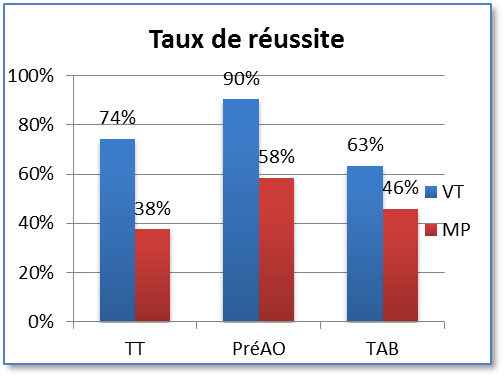 Taux de réussite
100%
80%
60%
40%
20%
0%
74%
38%
90%
58%
63%
46%
TT
PréAO
TAB
VT
MP